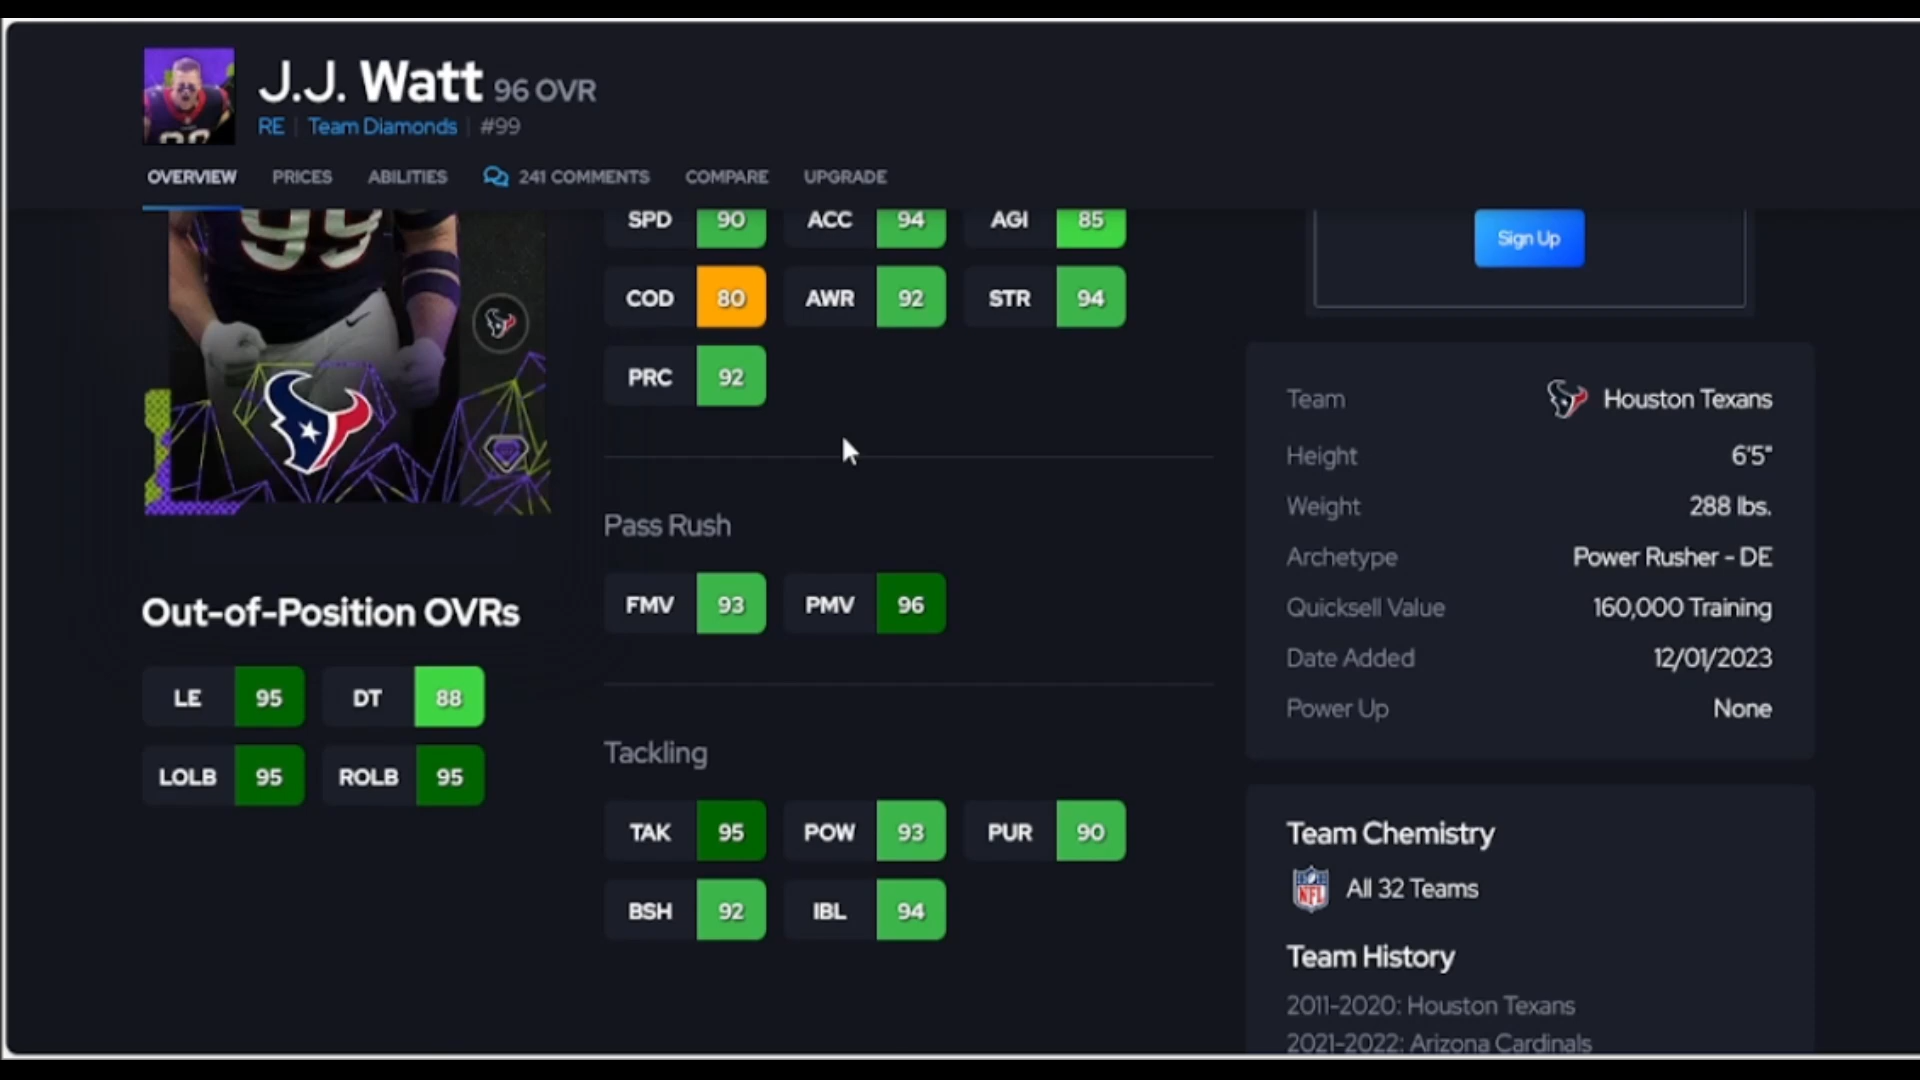 J.J. Watt 96 OVR
RE | Team Diamonds | #99
OVERVIEW PRICES ABILITIES 241 COMMENTS COMPARE UPGRADE
SPD 90 ACC 94 AGI 85
COD 80 AWR 92 STR 94
PRC 92
Pass Rush
FMV 93 PMV 96
Tackling
TAK 95 POW 93 PUR 90
BSH 92 IBL 94
99
Out-of-Position OVRs
LE 95 DT 88
LOLB 95 ROLB 95
Sign Up
Team Houston Texans
Height 6'5"
Weight 288 lbs.
Archetype Power Rusher - DE
Quicksell Value 160,000 Training
Date Added 12/01/2023
Power Up None
Team Chemistry
NFL All 32 Teams
Team History
2011-2020: Houston Texans
2021-2022: Arizona Cardinals